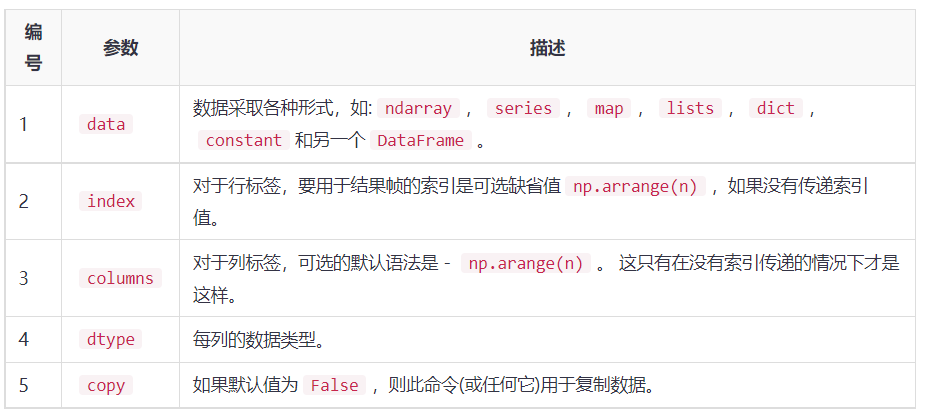 编号 参数 描述
1 data 数据采取各种形式，如: ndarray ， series ， map ， lists ， dict ，
constant 和另一个 DataFrame 。
2 index 对于行标签，要用于结果帧的索引是可选缺省值 np.arrange(n) ，如果没有传递索引
值。
3 columns 对于列标签，可选的默认语法是 - np.arange(n) 。 这只有在没有索引传递的情况下才是
这样。
4 dtype 每列的数据类型。
5 copy 如果默认值为 False ，则此命令(或任何它)用于复制数据。